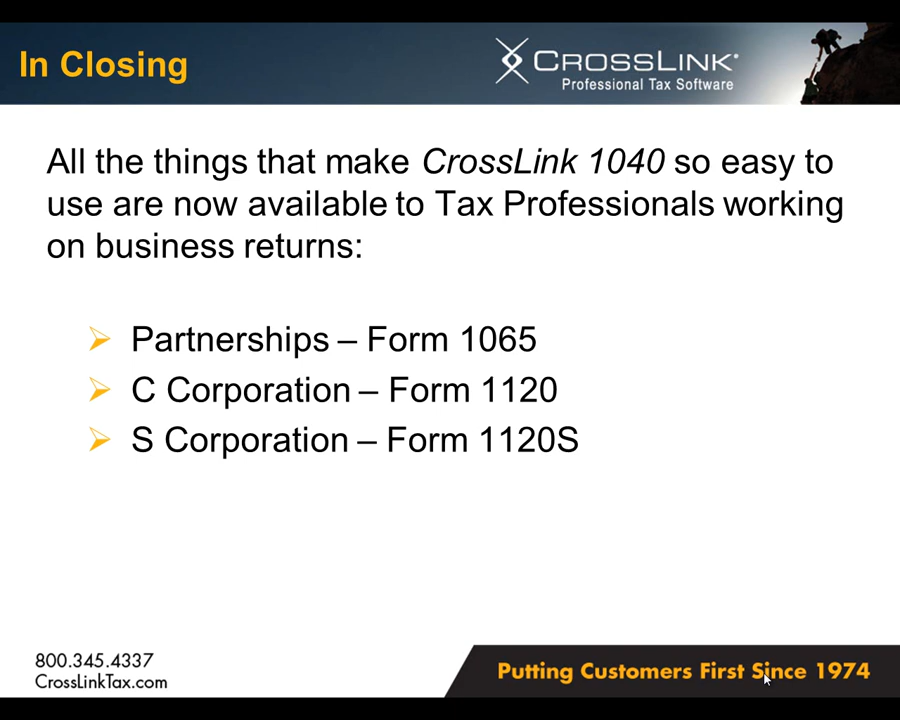 In Closing
CROSSLINK®
Professional Tax Software
All the things that make CrossLink 1040 so easy to
use are now available to Tax Professionals working
on business returns:
Partnerships – Form 1065
C Corporation – Form 1120
S Corporation – Form 1120S
800.345.4337
CrossLinkTax.com
Putting Customers First Since 1974